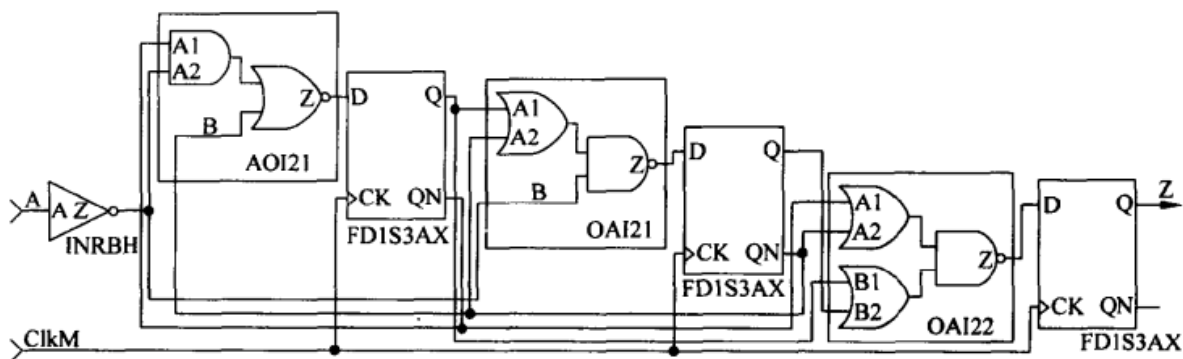 A1
A2
Z
B
AOI21
D
Q
CK
QN
FD1S3AX
A1
A2
Z
B
OAI21
D
Q
CK
QN
FD1S3AX
A1
A2
Z
B1
B2
OAI22
D
Q
Z
CK
QN
FD1S3AX
A
A Z
INRBH
ClkM